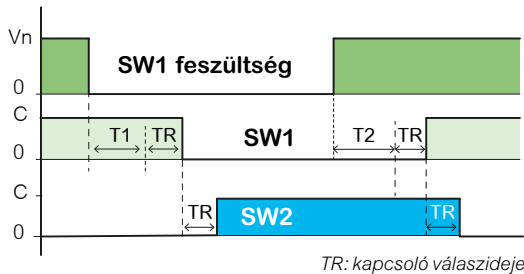 Vn
SW1 feszültség
0
C
T1 TR SW1 T2 TR
0
C
TR SW2 TR
0
TR: kapcsoló válaszideje